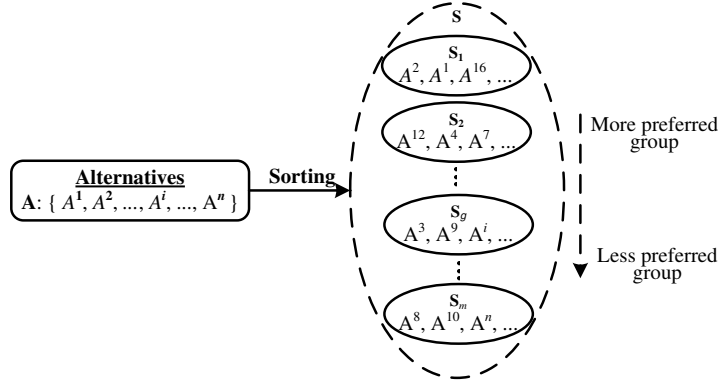 S
S₁
A², A¹, A¹⁶, ...
S₂
A¹², A⁴, A⁷, ...
More preferred
group
Alternatives
A: { A¹, A², ..., Aⁱ, ..., Aⁿ }
Sorting
S𝑔
A³, A⁹, Aⁱ, ...
Less preferred
group
Sₘ
A⁸, A¹⁰, Aⁿ, ...